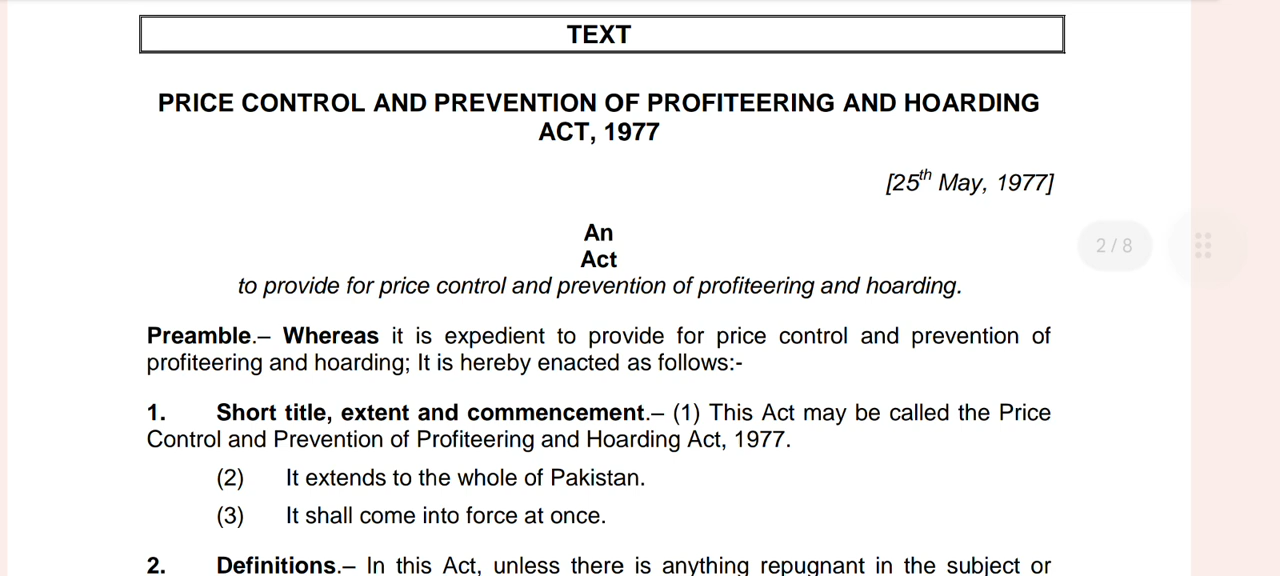 TEXT
PRICE CONTROL AND PREVENTION OF PROFITEERING AND HOARDING
ACT, 1977
[25th May, 1977]
An
Act
to provide for price control and prevention of profiteering and hoarding.
Preamble.– Whereas it is expedient to provide for price control and prevention of
profiteering and hoarding; It is hereby enacted as follows:-
1. Short title, extent and commencement.– (1) This Act may be called the Price
Control and Prevention of Profiteering and Hoarding Act, 1977.
(2) It extends to the whole of Pakistan.
(3) It shall come into force at once.
2. Definitions.– In this Act, unless there is anything repugnant in the subject or
2 / 8